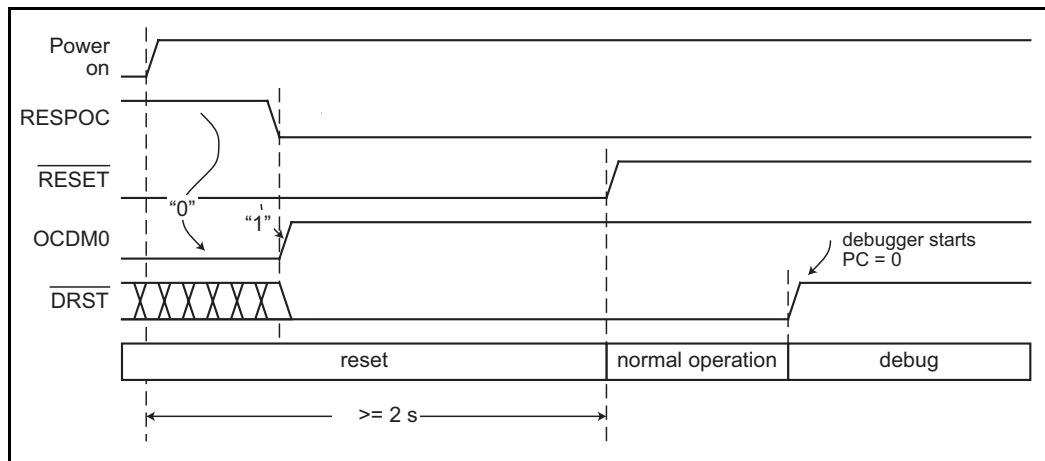 Power
on
RESPOC
RESET
“0”
“1”
OCDM0
debugger starts
PC = 0
DRST
reset
normal operation
debug
>= 2 s